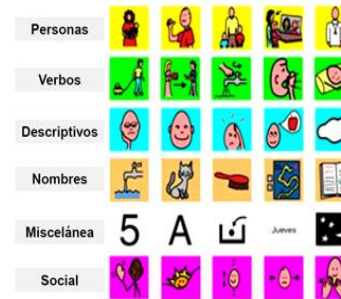 Personas
Verbos
Descriptivos
Nombres
Miscelánea 5 A Jueves
Social